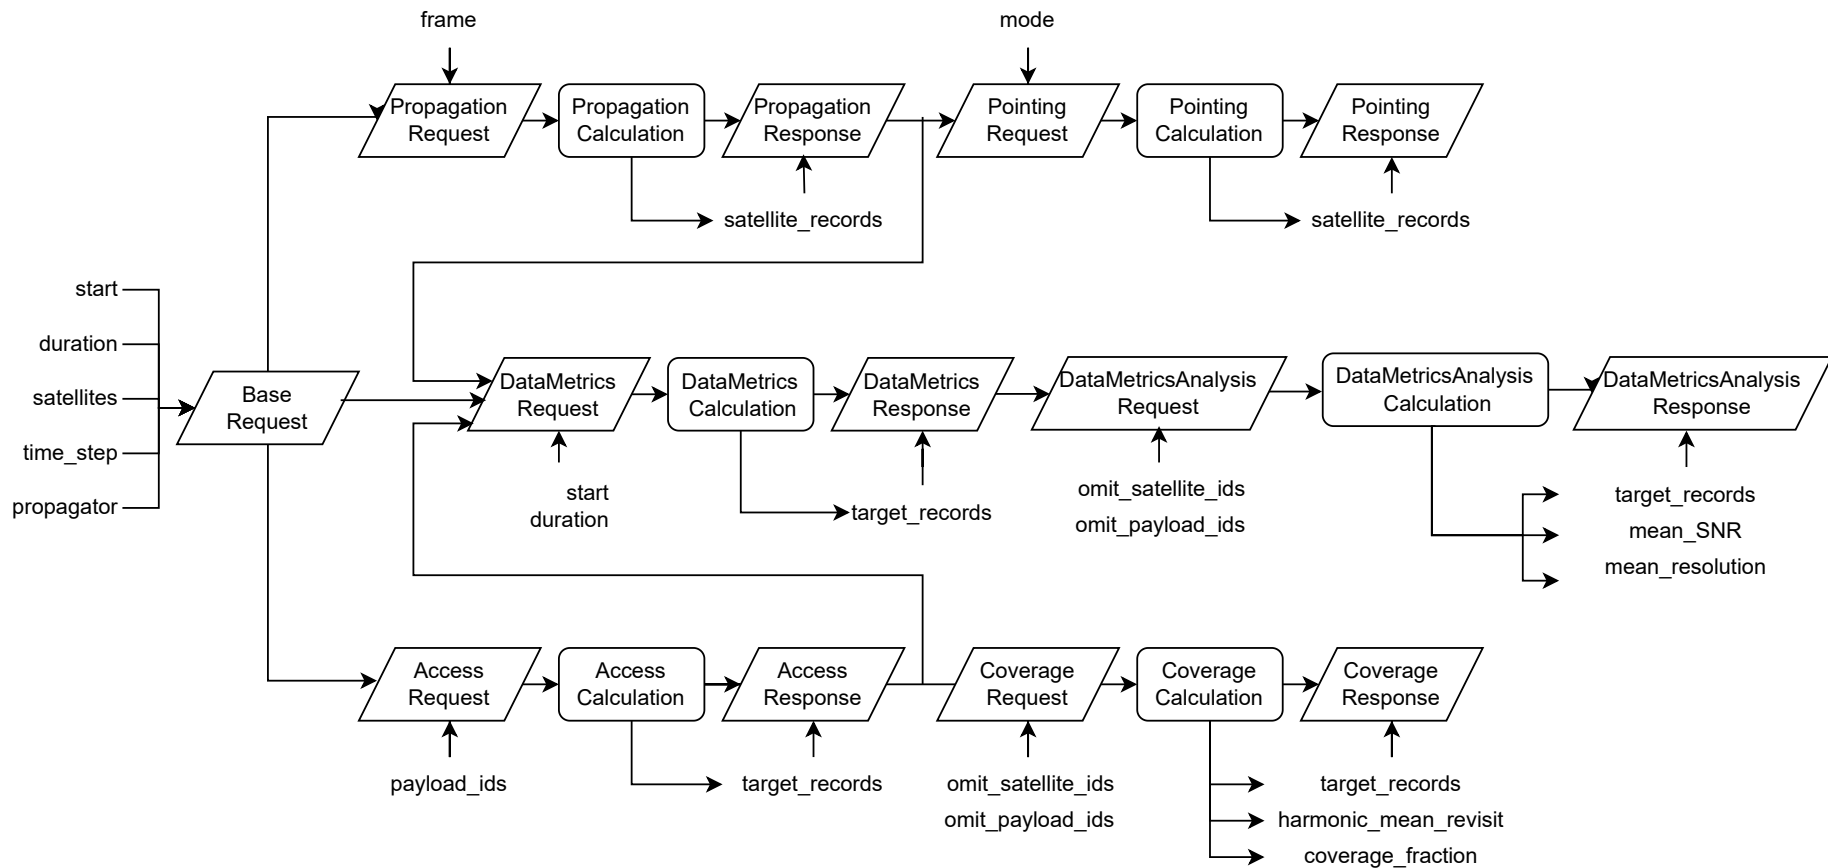 frame
mode
Propagation
Request
Propagation
Calculation
Propagation
Response
Pointing
Request
Pointing
Calculation
Pointing
Response
satellite_records
satellite_records
start
duration
satellites
time_step
propagator
Base
Request
DataMetrics
Request
DataMetrics
Calculation
DataMetrics
Response
DataMetricsAnalysis
Request
DataMetricsAnalysis
Calculation
DataMetricsAnalysis
Response
start
duration
target_records
omit_satellite_ids
omit_payload_ids
target_records
mean_SNR
mean_resolution
Access
Request
Access
Calculation
Access
Response
Coverage
Request
Coverage
Calculation
Coverage
Response
payload_ids
target_records
omit_satellite_ids
omit_payload_ids
target_records
harmonic_mean_revisit
coverage_fraction